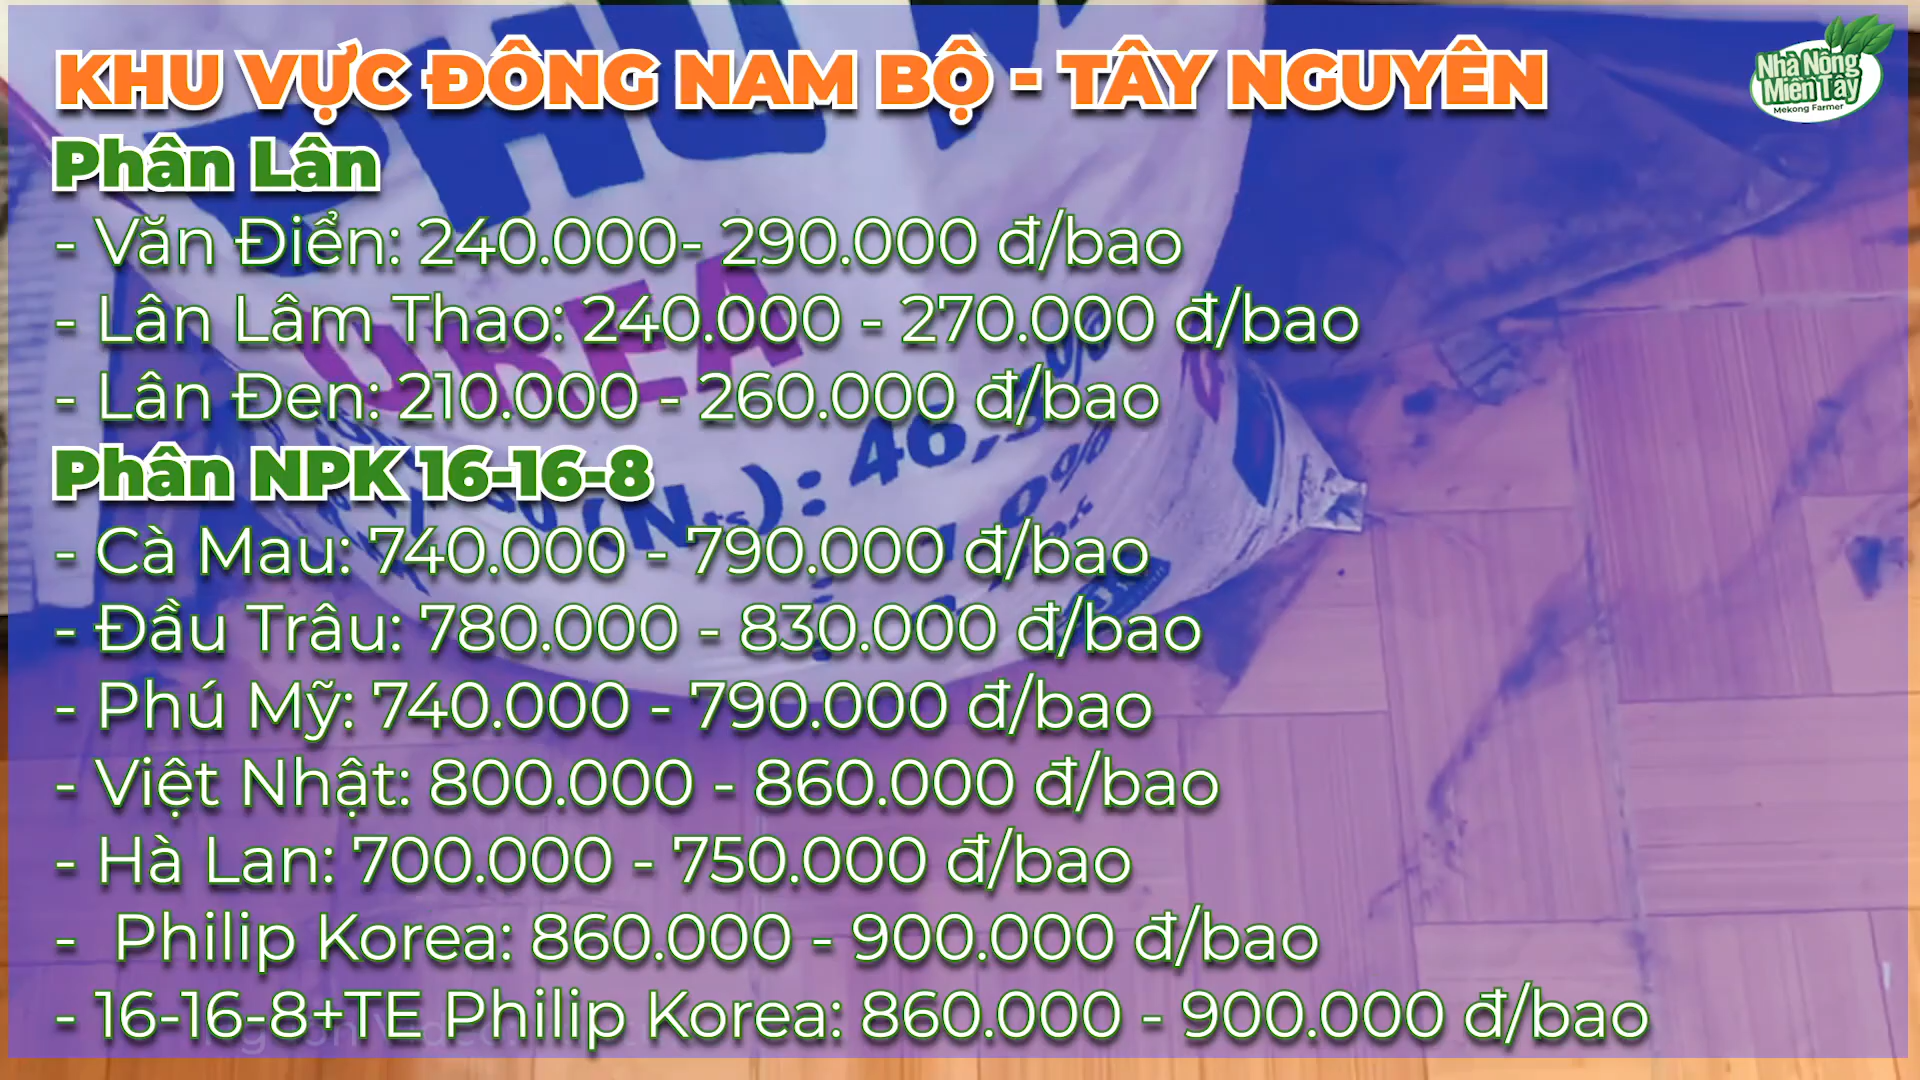 KHU VỰC ĐÔNG NAM BỘ - TÂY NGUYÊN
Nhà Nông
Miền Tây
Mekong Farmer
Phân Lân
- Văn Điển: 240.000- 290.000 đ/bao
- Lân Lâm Thao: 240.000 - 270.000 đ/bao
- Lân Đen: 210.000 - 260.000 đ/bao
Phân NPK 16-16-8
- Cà Mau: 740.000 - 790.000 đ/bao
- Đầu Trâu: 780.000 - 830.000 đ/bao
- Phú Mỹ: 740.000 - 790.000 đ/bao
- Việt Nhật: 800.000 - 860.000 đ/bao
- Hà Lan: 700.000 - 750.000 đ/bao
- Philip Korea: 860.000 - 900.000 đ/bao
- 16-16-8+TE Philip Korea: 860.000 - 900.000 đ/bao